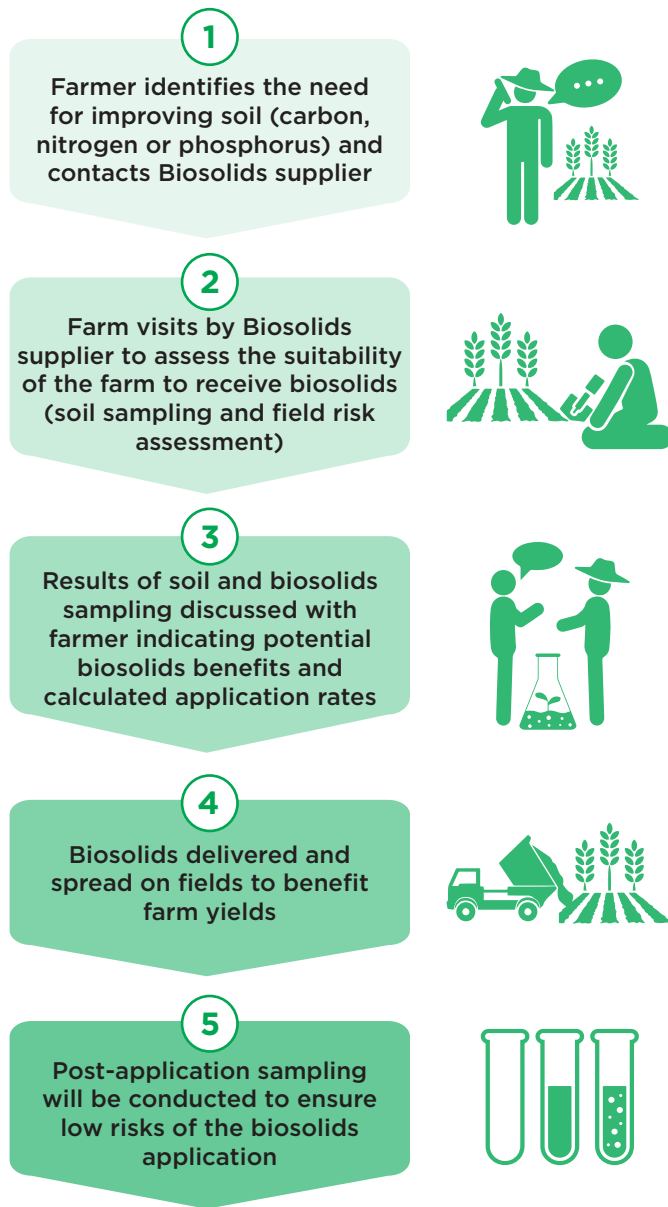 1
Farmer identifies the need
for improving soil (carbon,
nitrogen or phosphorus) and
contacts Biosolids supplier
2
Farm visits by Biosolids
supplier to assess the suitability
of the farm to receive biosolids
(soil sampling and field risk
assessment)
3
Results of soil and biosolids
sampling discussed with
farmer indicating potential
biosolids benefits and
calculated application rates
4
Biosolids delivered and
spread on fields to benefit
farm yields
5
Post-application sampling
will be conducted to ensure
low risks of the biosolids
application